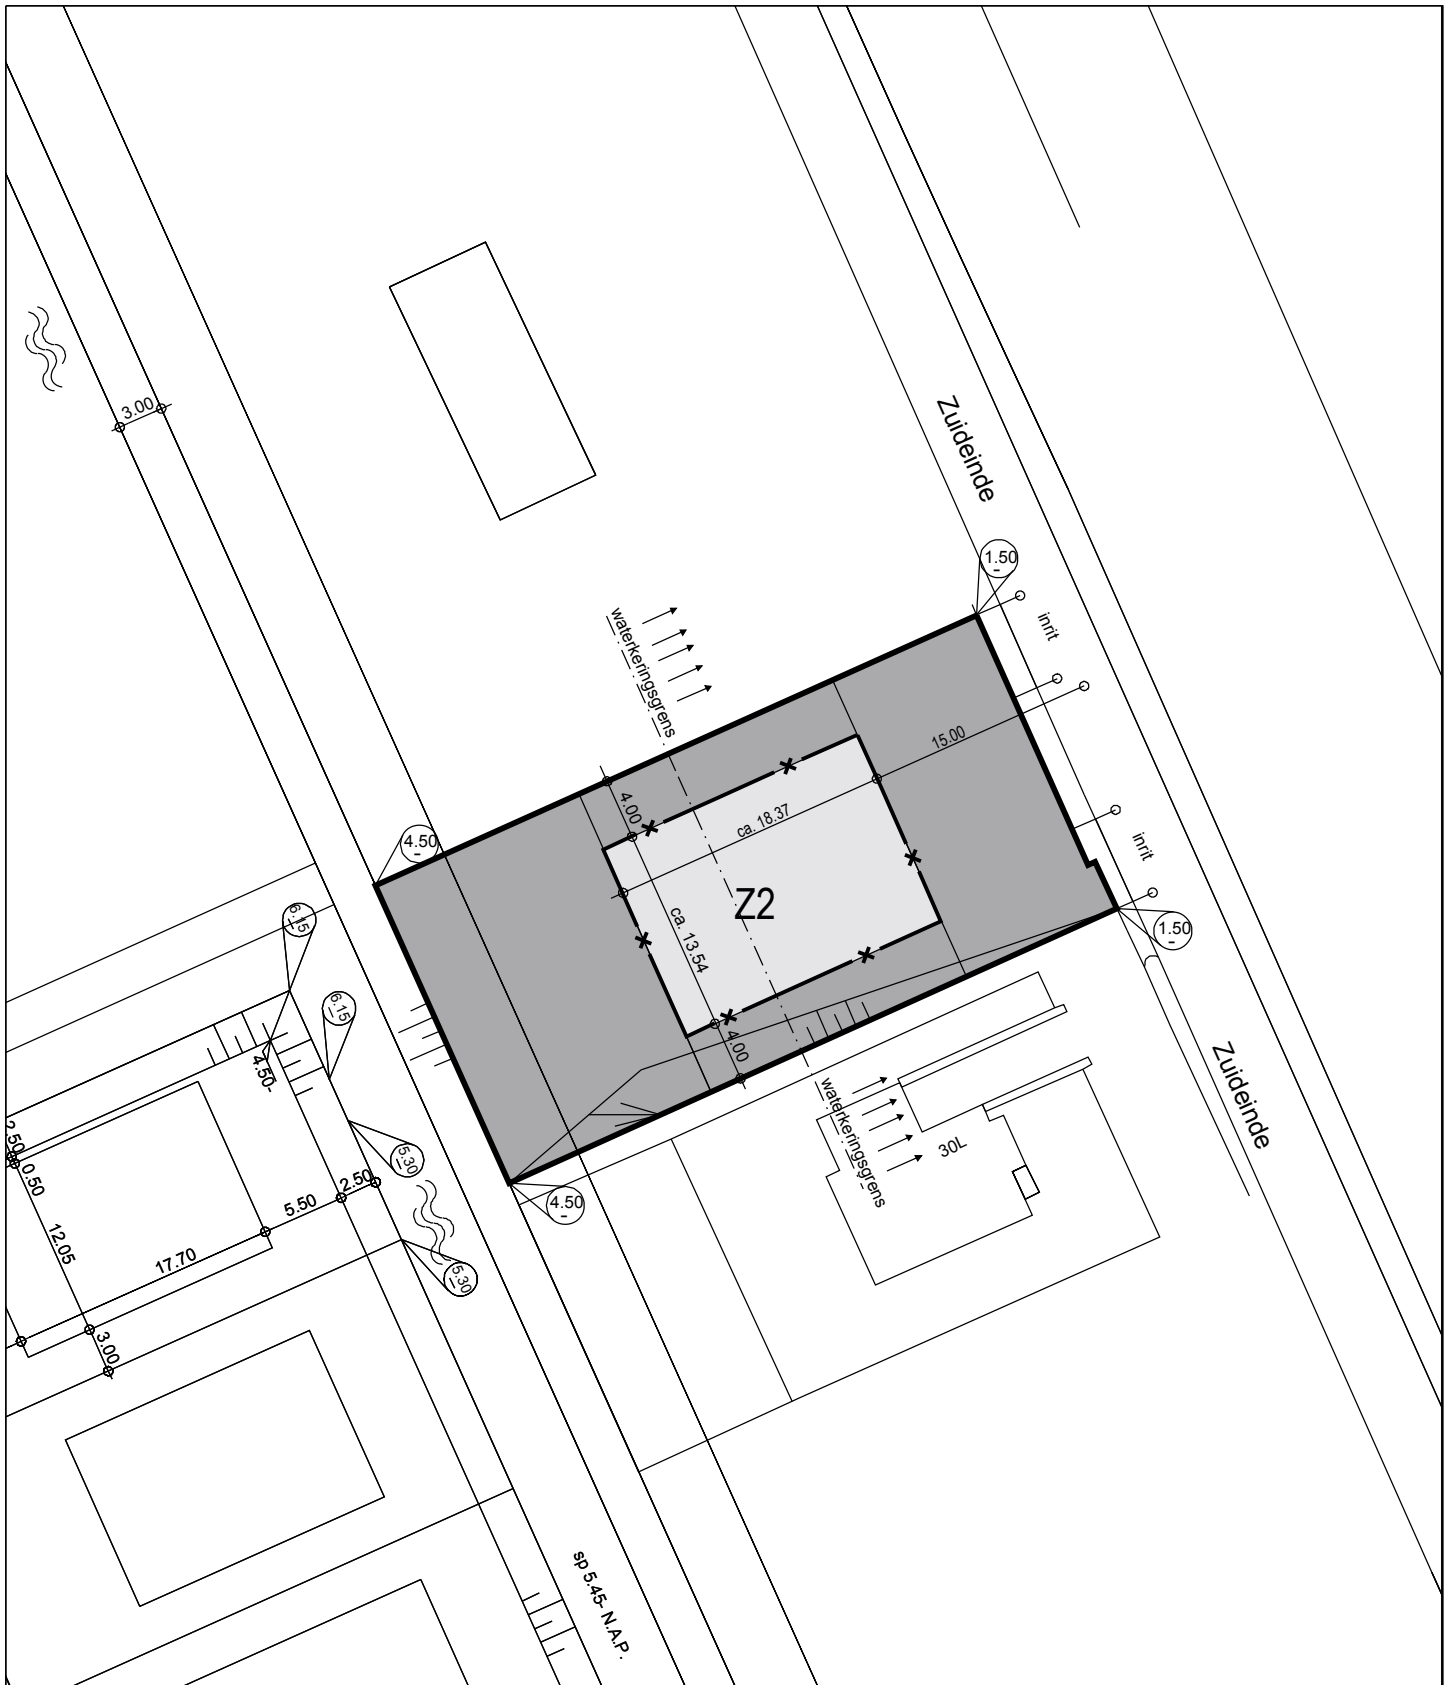 3.00
Zuideinde
1.50
-
inrit
waterkeringsgrens
15.00
4.00
ca. 18.37
4.50
-
inrit
Z2
6.15
-
ca. 13.54
1.50
-
6.15
-
4.00
4.50-
Zuideinde
waterkeringsgrens
2.50
0.50
5.30
-
30L
2.50
5.50
4.50
-
12.05
17.70
5.30
-
3.00
sp 5.45- N.A.P.